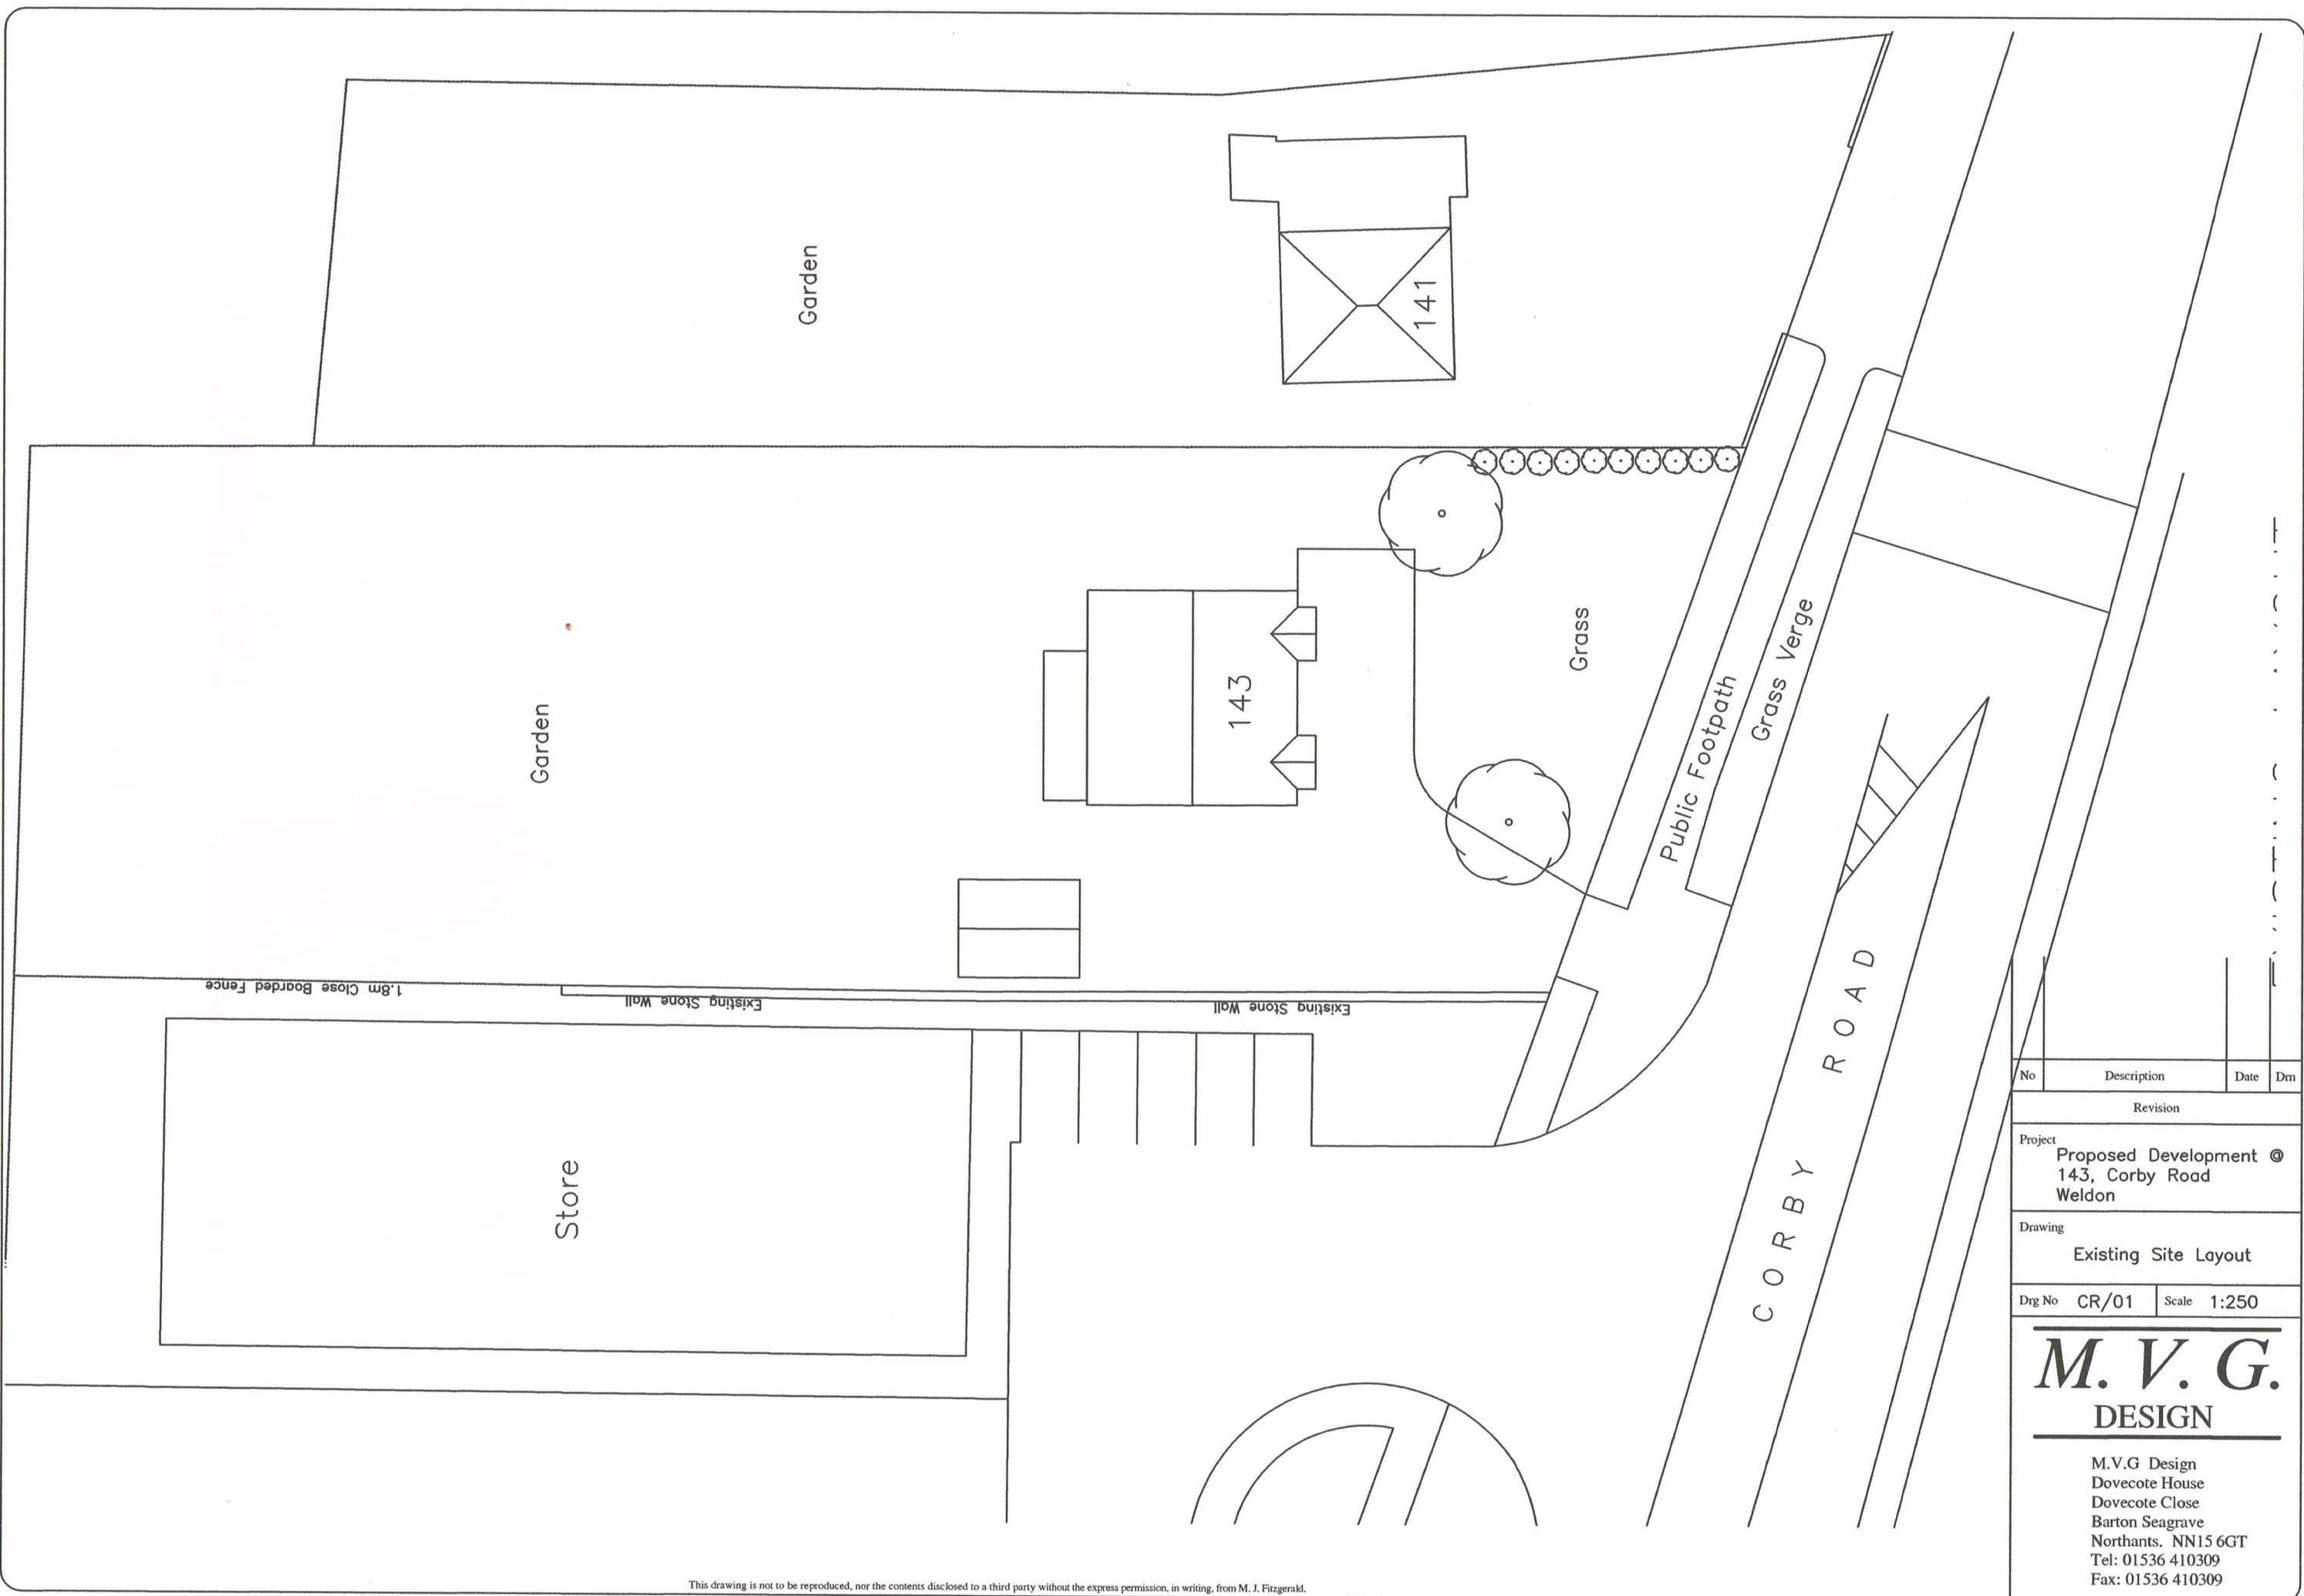 Garden
141
Garden
143
Grass
Public Footpath
Grass Verge
1.8m Close Boarded Fence
Existing Stone Wall
Existing Stone Wall
Store
CORBY ROAD
No Description Date Drn
Revision
Project
Proposed Development @
143, Corby Road
Weldon
Drawing
Existing Site Layout
Drg No CR/01 Scale 1:250
M. V. G.
DESIGN
M.V.G Design
Dovecote House
Dovecote Close
Barton Seagrave
Northants. NN15 6GT
Tel: 01536 410309
Fax: 01536 410309
This drawing is not to be reproduced, nor the contents disclosed to a third party without the express permission, in writing, from M. J. Fitzgerald.